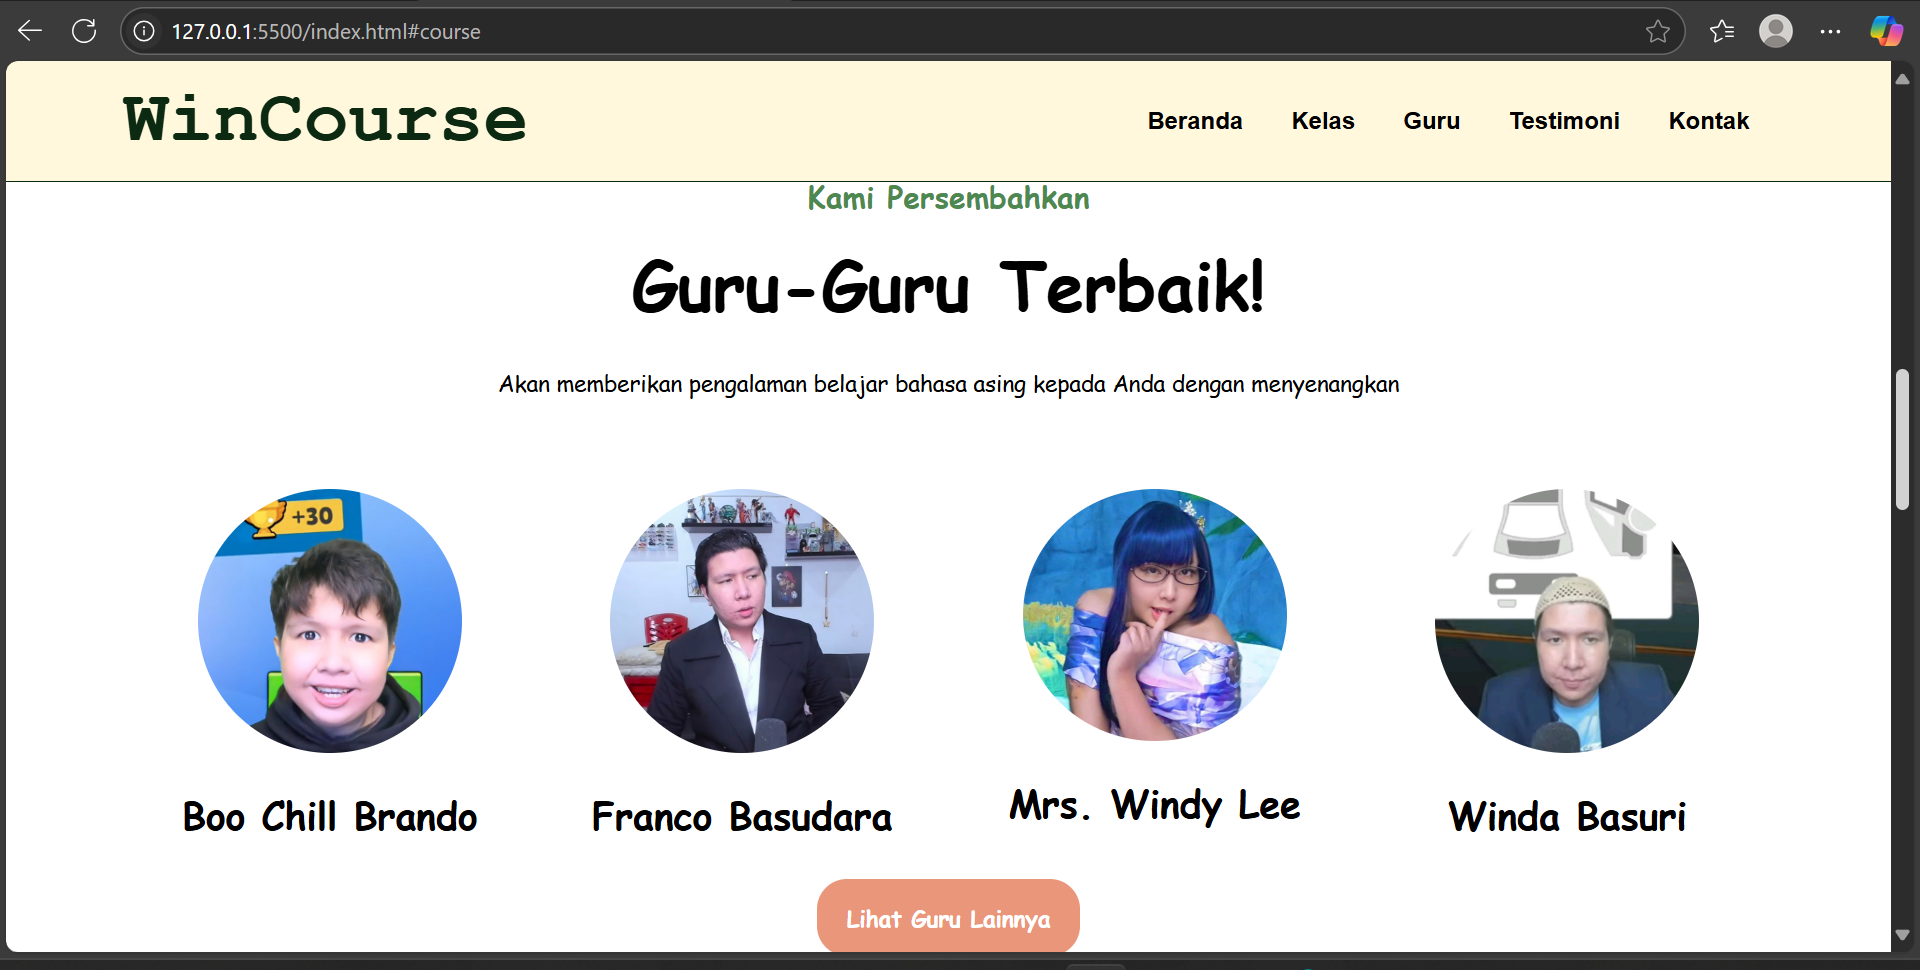 127.0.0.1:5500/index.html#course
WinCourse
Beranda Kelas Guru Testimoni Kontak
Kami Persembahkan
Guru-Guru Terbaik!
Akan memberikan pengalaman belajar bahasa asing kepada Anda dengan menyenangkan
+30
Boo Chill Brando
Franco Basudara
Mrs. Windy Lee
Winda Basuri
Lihat Guru Lainnya